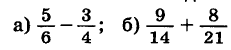 а) 5/6 − 3/4; б) 9/14 + 8/21